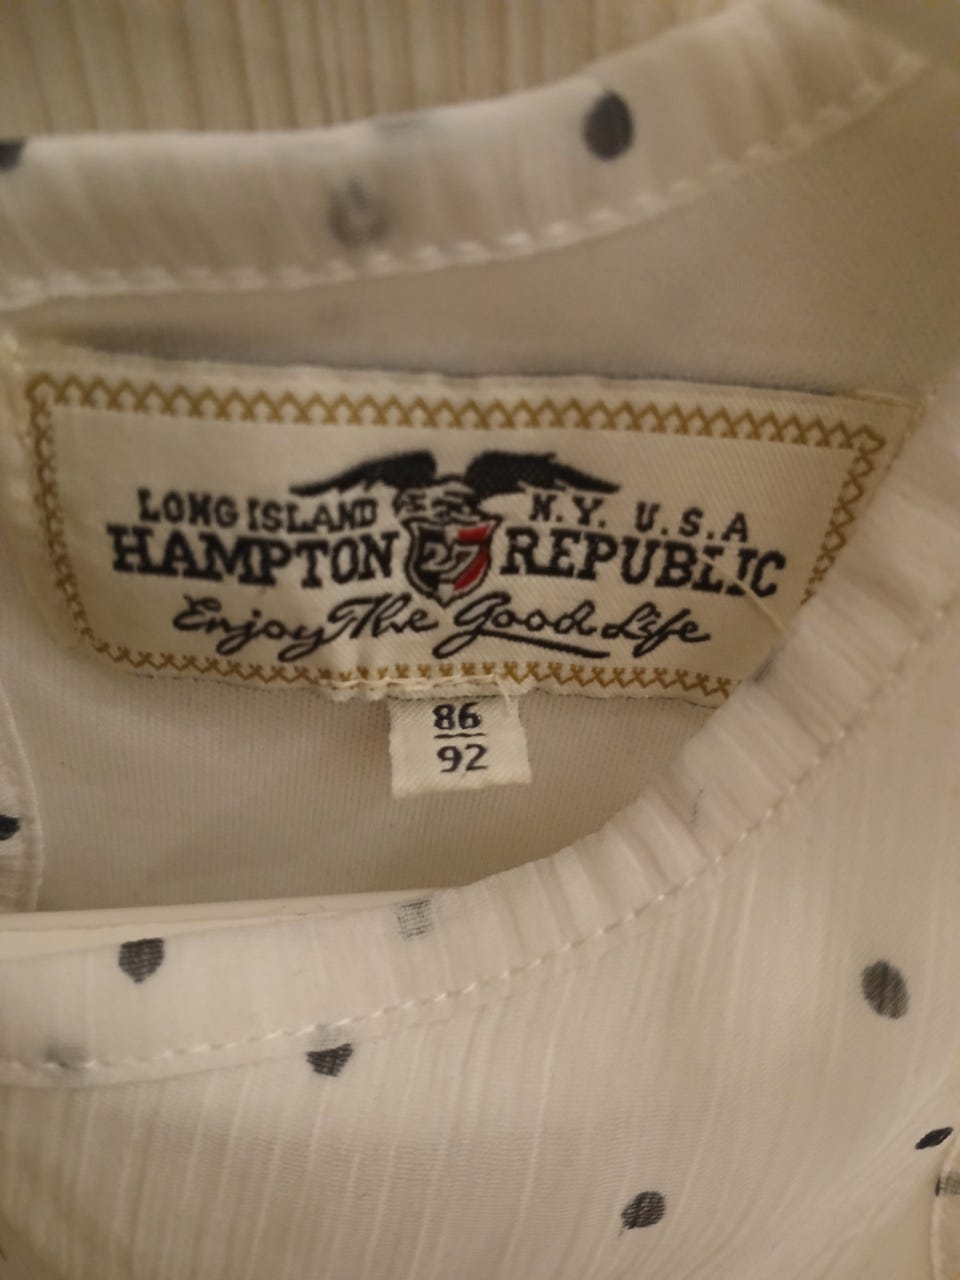 LONG ISLAND N.Y. U.S.A
HAMPTON 27 REPUBLIC
Enjoy The Good Life
86
92